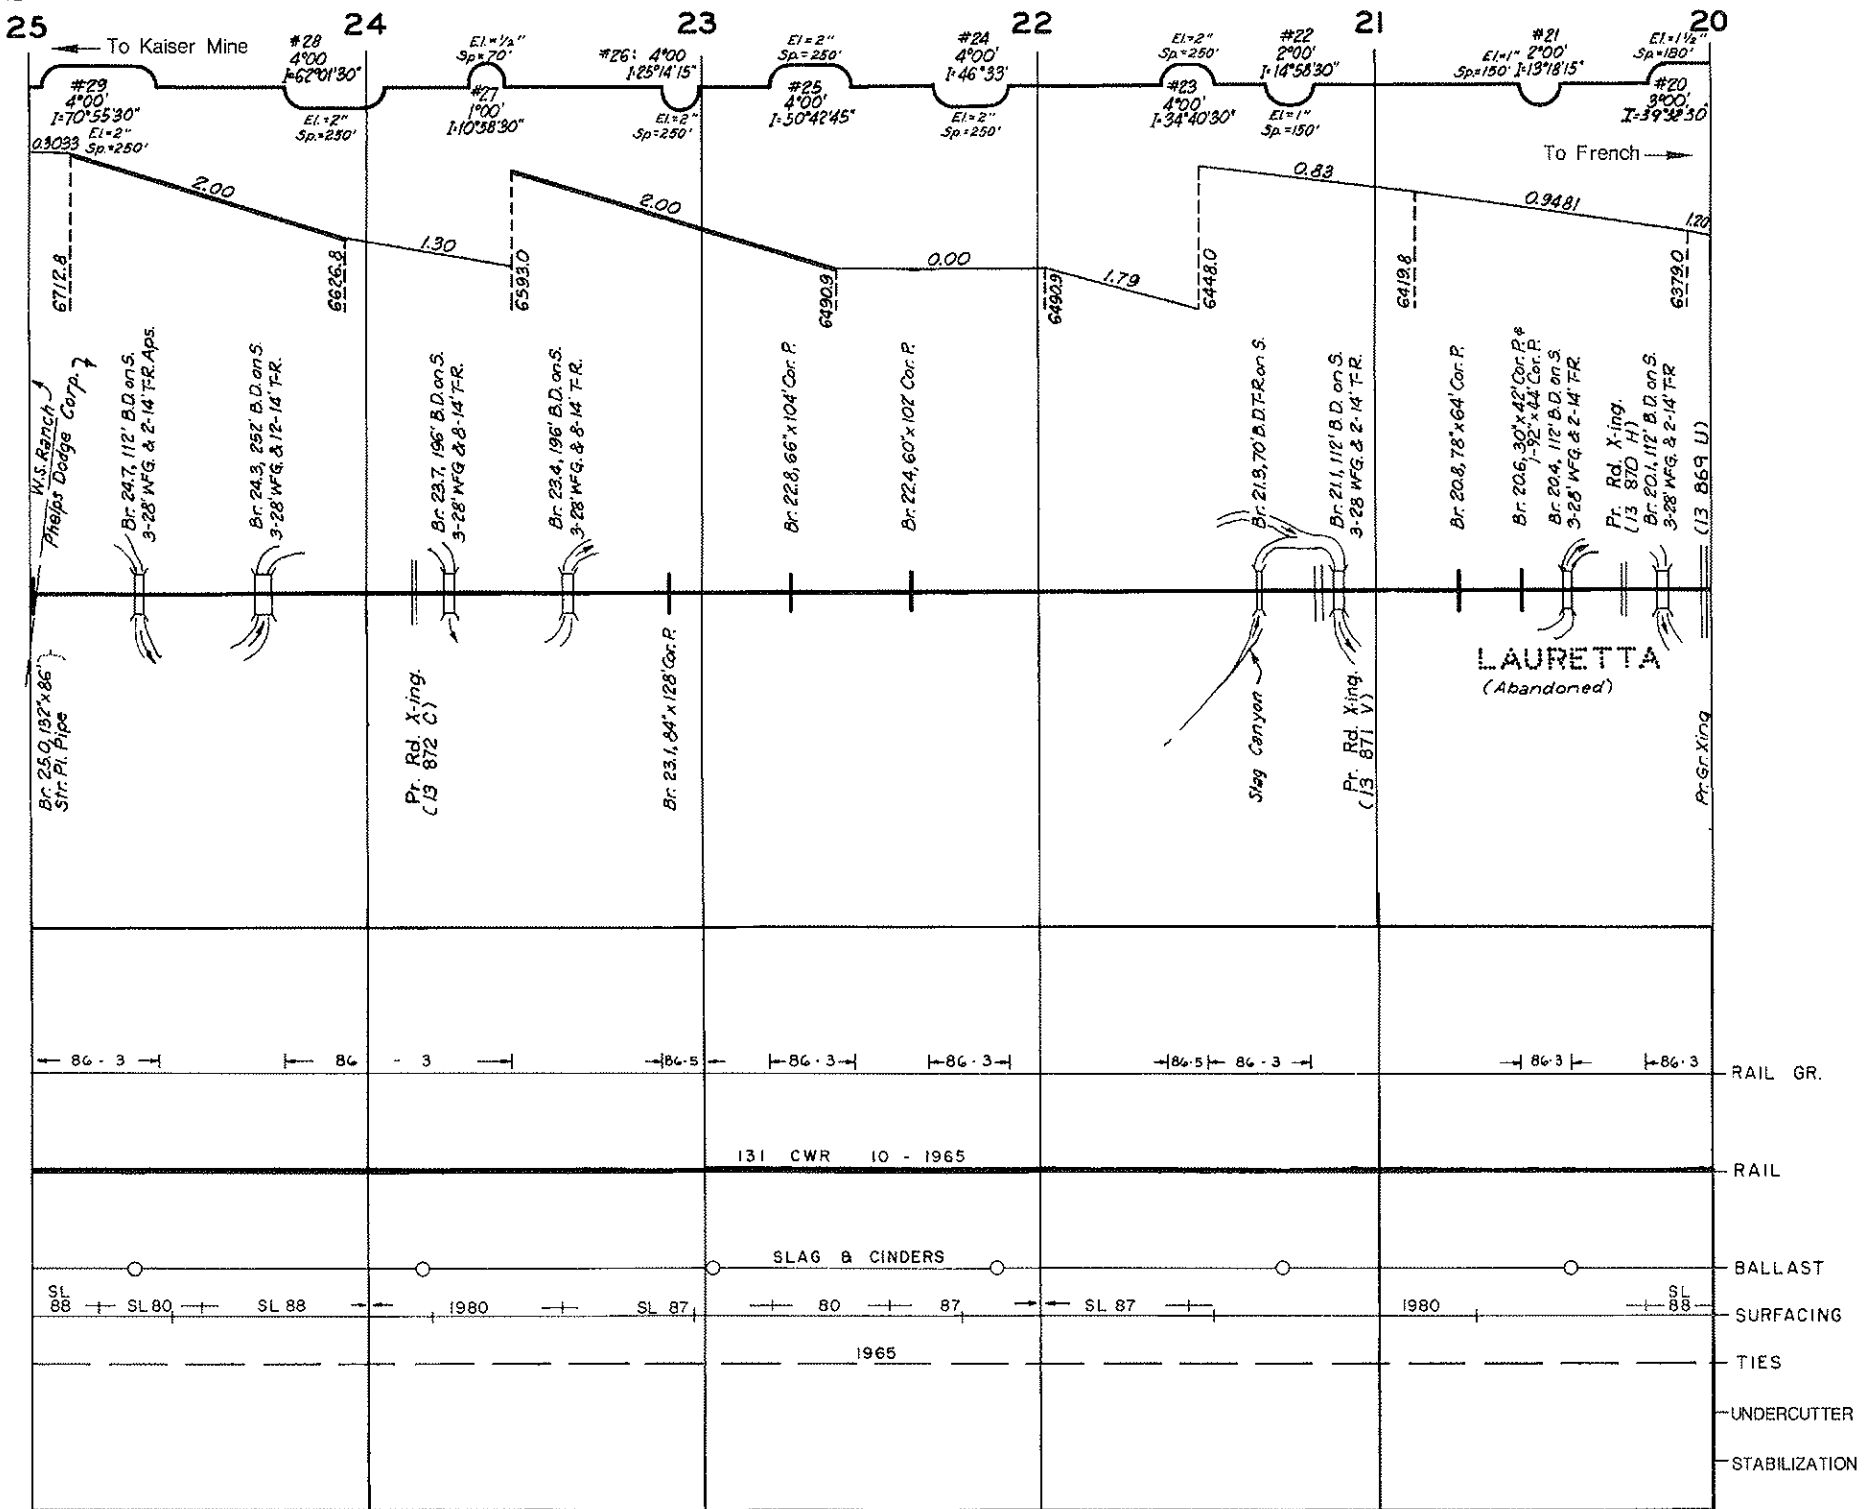 25 24 23 22 21 20
To Kaiser Mine
#29
4°00'
I=70°55'30"
El=2"
Sp.=250'
#28
4°00
I=62°01'30"
El.=2"
Sp.=250'
El.=1/2"
Sp=70'
#27
1°00'
I=10°58'30"
#26: 4°00
I:25°14'15"
El.=2"
Sp=250'
El=2"
Sp.=250'
#25
4°00'
I=50°42'45"
#24
4°00'
I=46°33'
El.=2"
Sp.=250'
El.=2"
Sp=250'
#23
4°00'
I=34°40'30"
#22
2°00'
I=14°58'30"
El=1"
Sp.=150'
#21
El.=1" 2°00'
Sp.=150' I=13°18'15"
El.=1 1/2"
Sp.=180'
#20
3°00'
I=39°32'30"
To French
0.3033
2.00
1.30
2.00
0.00
1.79
0.83
0.9481
1.20
6712.8
6626.8
6593.0
6490.9
6490.9
6448.0
6419.8
6379.0
W.S. Ranch
Phelps Dodge Corp.
Br. 24.7, 112' B.D. on S.
3-28' WFG. & 2-14' T-R. Aps.
Br. 24.3, 252' B.D. on S.
3-28' WFG. & 12-14' T-R.
Br. 23.7, 196' B.D. on S.
3-28' WFG & 8-14' T-R.
Br. 23.4, 196' B.D. on S.
3-28' WFG. & 8-14' T-R.
Br. 22.8, 66"x104' Cor. P.
Br. 22.4, 60"x102' Cor. P.
Br. 21.3, 70' B.D. T-R on S.
Br. 21.1, 112' B.D. on S.
3-28 WFG. & 2-14' T-R.
Br. 20.8, 78"x64' Cor. P.
Br. 20.6, 30"x42' Cor. P. &
1-92"x44' Cor. P.
Br. 20.4, 112' B.D. on S.
3-28' WFG. & 2-14' T-R
Pr. Rd. X-ing.
(13 870 H)
Br. 20.1, 112' B.D. on S.
3-28' WFG. & 2-14' T-R
(13 869 U)
Br. 25.0, 132"x86'
Str. Pl. Pipe
Pr. Rd. X-ing.
(13 872 C)
Br. 23.1, 84"x128' Cor. P.
Slag Canyon
Pr. Rd. X-ing.
(13 871 V)
LAURETTA
(Abandoned)
Pr. Gr. Xing
86 - 3 86 - 3 86-5 86-3 86-3 86-5 86-3 86-3 86-3 RAIL GR.
131 CWR 10 - 1965 RAIL
SLAG & CINDERS BALLAST
SL 88 SL 80 SL 88 1980 SL 87 80 87 SL 87 1980 SL 88 SURFACING
1965 TIES
UNDERCUTTER
STABILIZATION